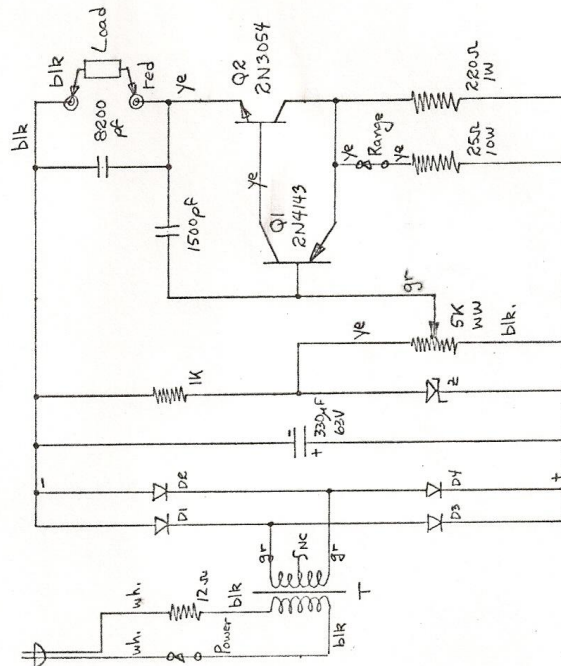 blk
blk
Load
red
8200
pf
ye
Q2
2N3054
1500pf
ye
Q1
2N4143
ye
Range
ye
220Ω
1W
25Ω
10W
gr
ye
5K
WW
blk.
1K
Z
330µF
63V
-
+
-
D2
D1
D4
D3
+
gr
NC
gr
T
wh.
12Ω
blk
wh.
Power
blk